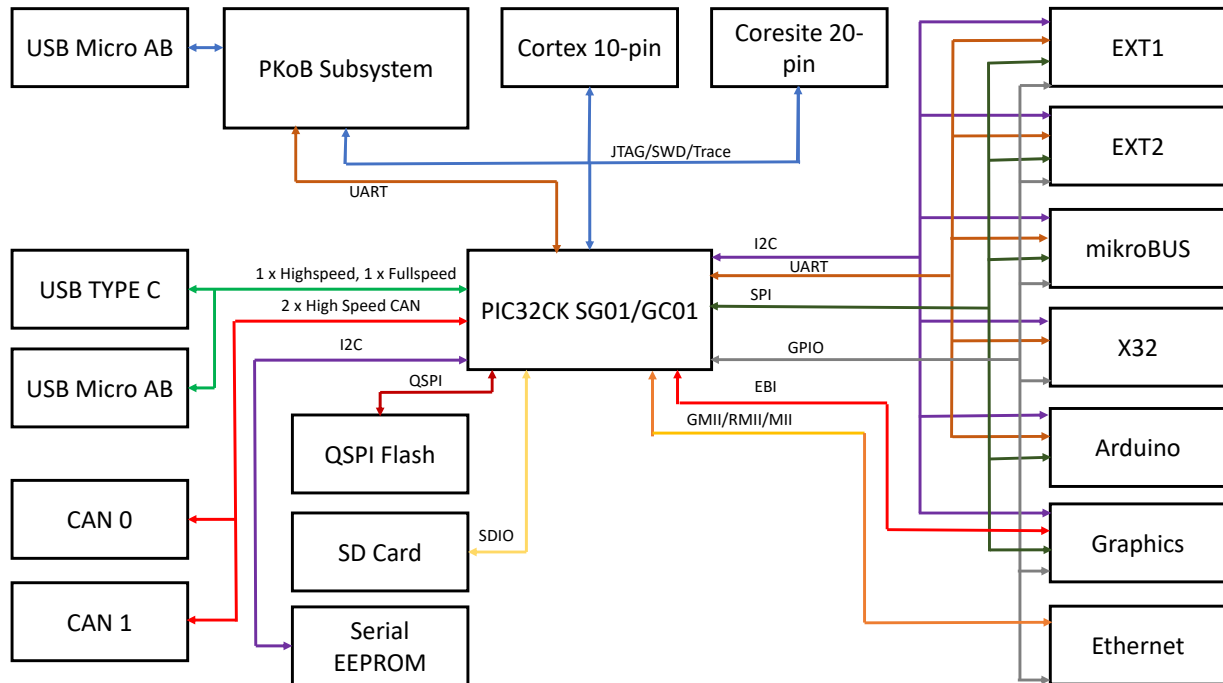 USB Micro AB
PKoB Subsystem
Cortex 10-pin
Coresite 20-
pin
EXT1
JTAG/SWD/Trace
EXT2
UART
I2C
mikroBUS
UART
1 x Highspeed, 1 x Fullspeed
USB TYPE C
PIC32CK SG01/GC01
SPI
2 x High Speed CAN
I2C
GPIO
X32
USB Micro AB
QSPI
EBI
GMII/RMII/MII
QSPI Flash
Arduino
CAN 0
SD Card
SDIO
Graphics
CAN 1
Serial
EEPROM
Ethernet